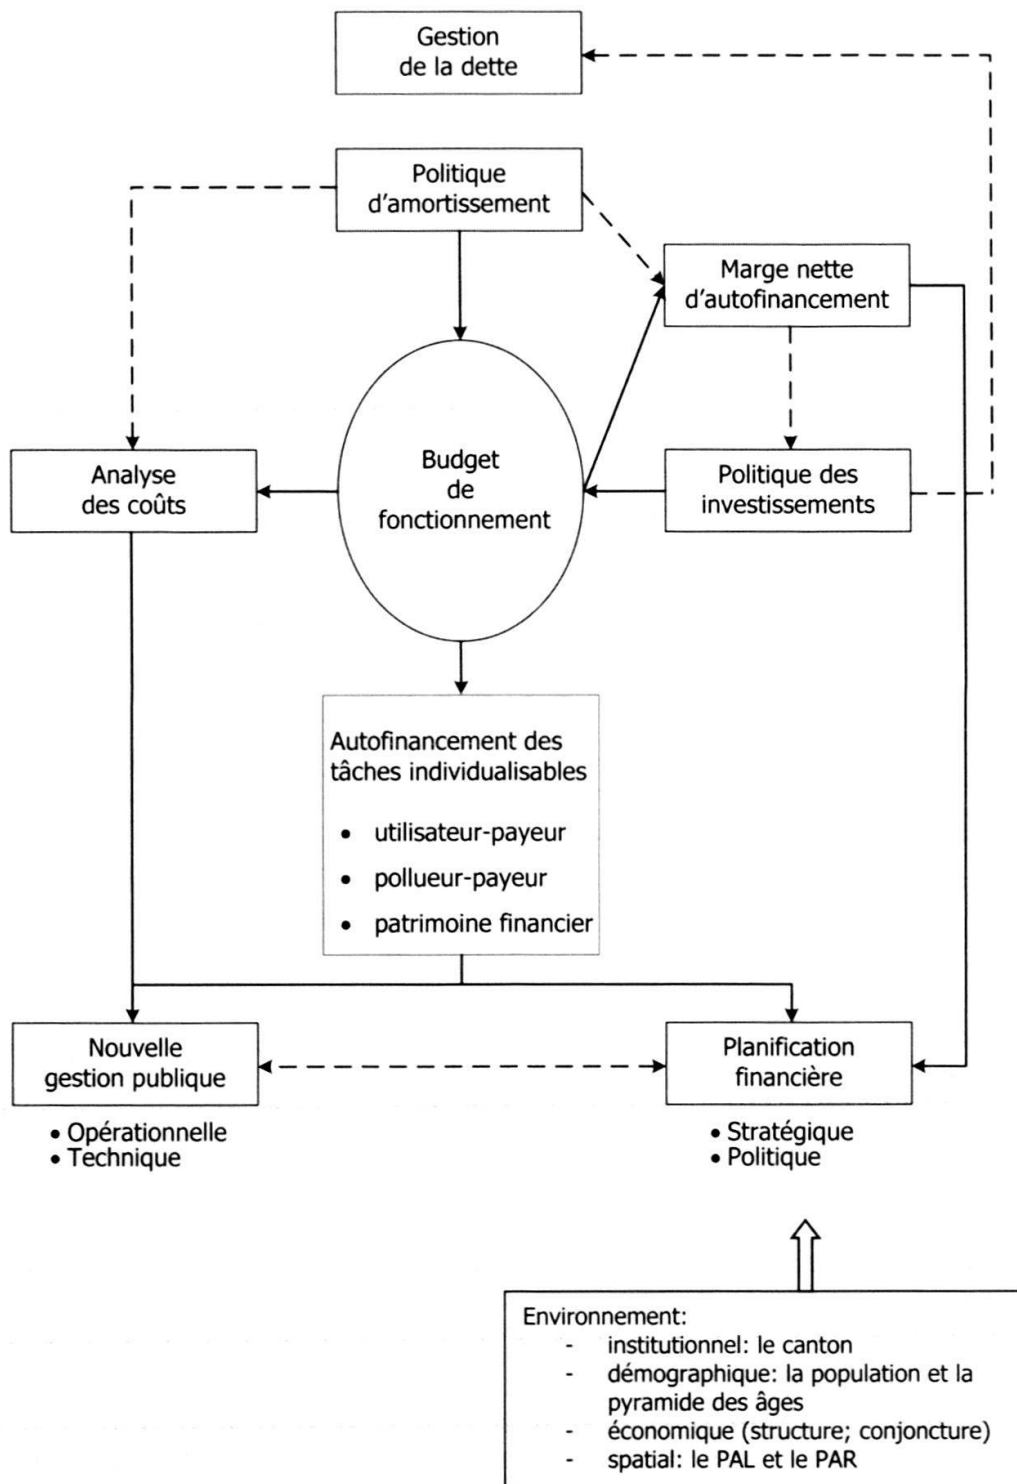 Gestion
de la dette
Politique
d'amortissement
Marge nette
d'autofinancement
Analyse
des coûts
Budget
de
fonctionnement
Politique des
investissements
Autofinancement des
tâches individualisables
• utilisateur-payeur
• pollueur-payeur
• patrimoine financier
Nouvelle
gestion publique
• Opérationnelle
• Technique
Planification
financière
• Stratégique
• Politique
Environnement:
- institutionnel: le canton
- démographique: la population et la
pyramide des âges
- économique (structure; conjoncture)
- spatial: le PAL et le PAR